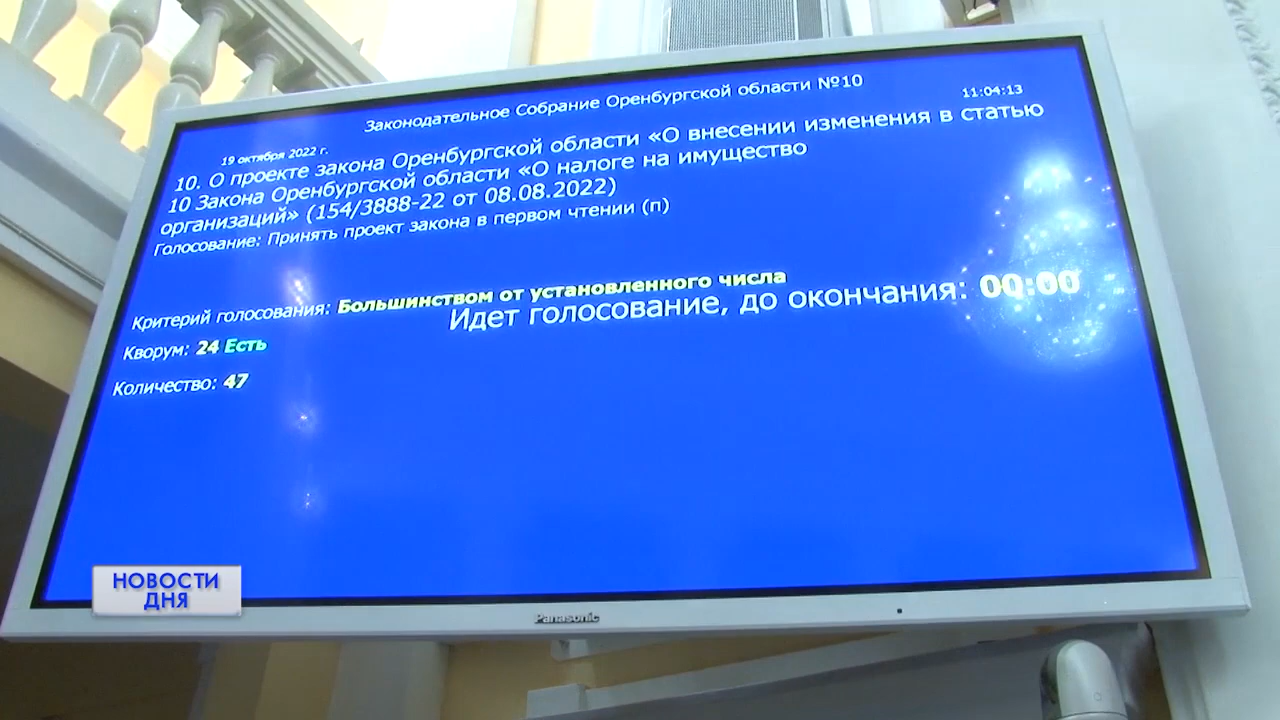 Законодательное Собрание Оренбургской области №10
11:04:13
19 октября 2022 г.
10. О проекте закона Оренбургской области «О внесении изменения в статью
10 Закона Оренбургской области «О налоге на имущество
организаций» (154/3888-22 от 08.08.2022)
Голосование: Принять проект закона в первом чтении (п)
Критерий голосования: Большинством от установленного числа
Идет голосование, до окончания: 00:00
Кворум: 24 Есть
Количество: 47
НОВОСТИ
ДНЯ
Panasonic